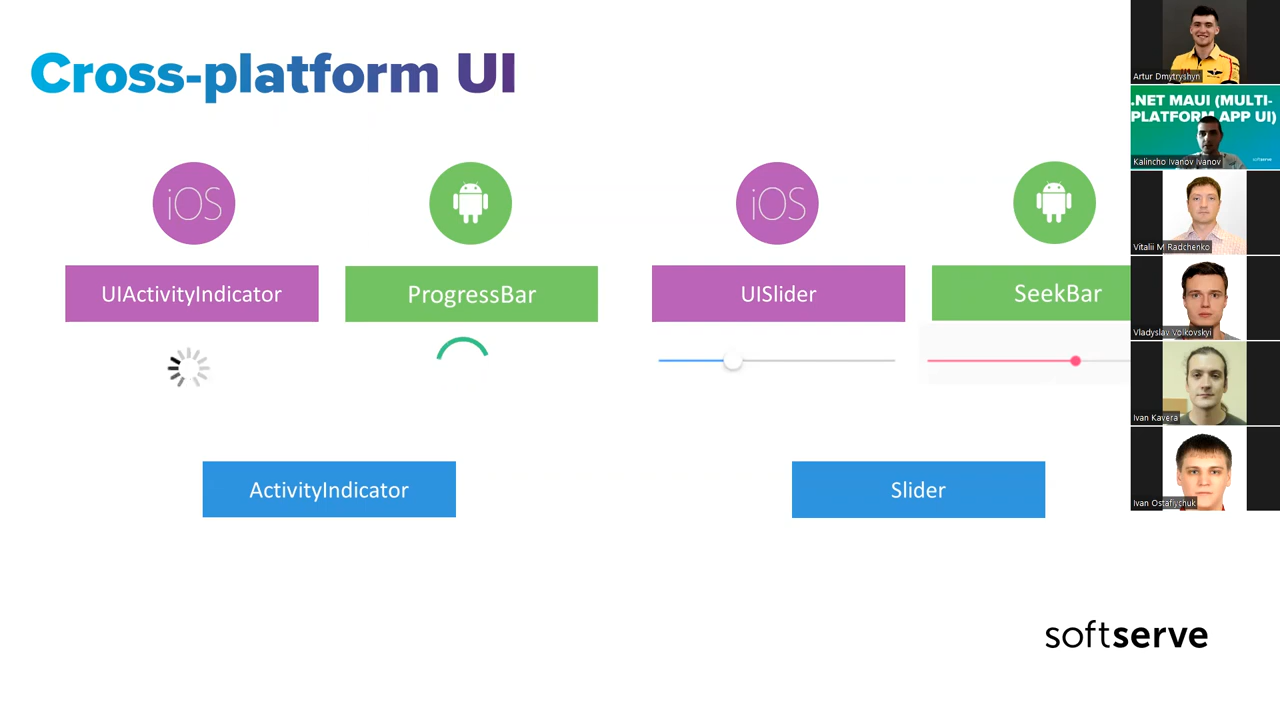 Cross-platform UI
iOS
iOS
UIActivityIndicator
ProgressBar
UISlider
SeekBar
ActivityIndicator
Slider
softserve
Artur Dmytryshyn
.NET MAUI (MULTI-
PLATFORM APP UI)
softserve
Kalincho Ivanov Ivanov
Vitalii M Radchenko
Vladyslav Volkovskyi
Ivan Kavera
Ivan Ostafiychuk